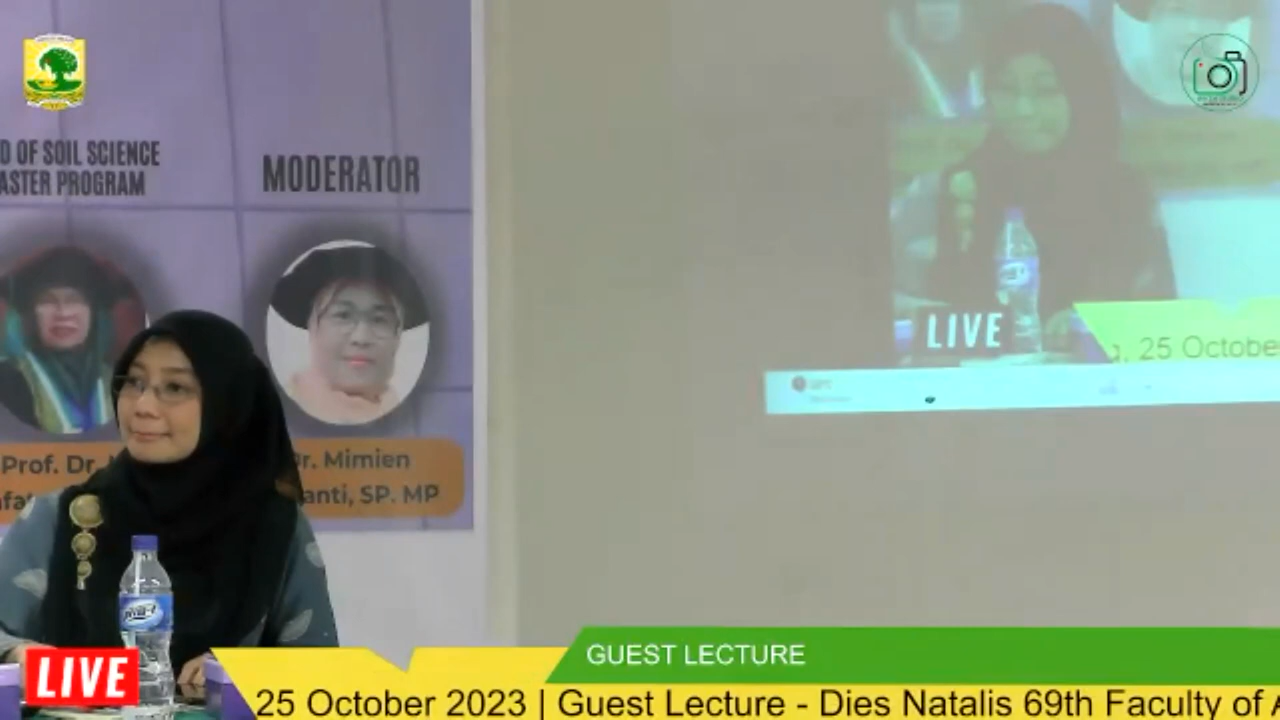 D OF SOIL SCIENCE
ASTER PROGRAM
MODERATOR
Prof. Dr.
r. Mimien
anti, SP. MP
LIVE
a, 25 Octobe
LIVE
GUEST LECTURE
25 October 2023 | Guest Lecture - Dies Natalis 69th Faculty of A